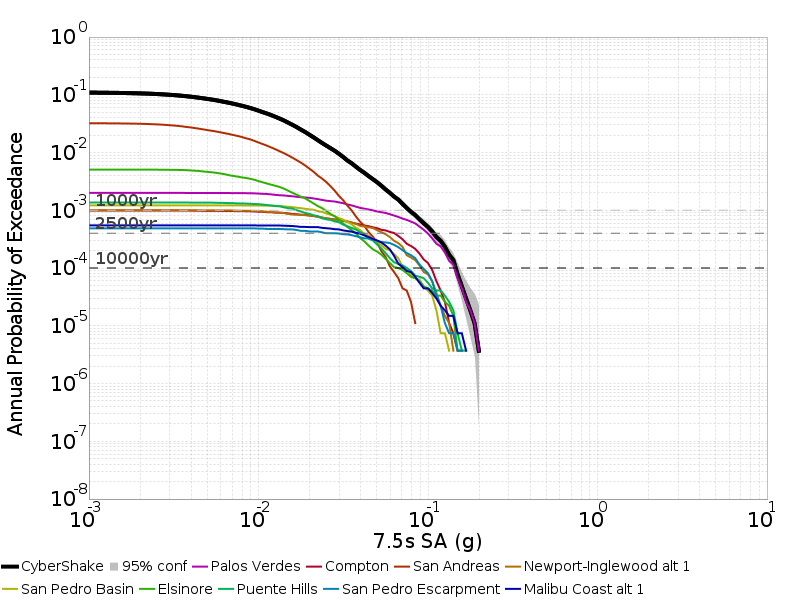 Annual Probability of Exceedance
10^0
10^-1
10^-2
10^-3
10^-4
10^-5
10^-6
10^-7
10^-8
1000yr
2500yr
10000yr
10^-3 10^-2 10^-1 10^0 10^1
7.5s SA (g)
CyberShake 95% conf Palos Verdes Compton San Andreas Newport-Inglewood alt 1
San Pedro Basin Elsinore Puente Hills San Pedro Escarpment Malibu Coast alt 1